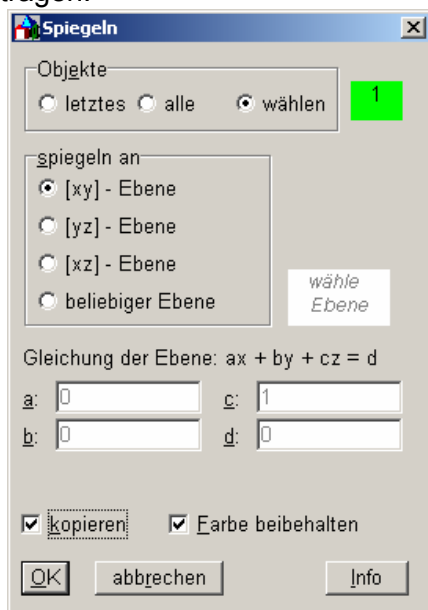 tragen.
Spiegeln
Objekte
letztes alle wählen 1
spiegeln an
[xy] - Ebene
[yz] - Ebene
[xz] - Ebene
beliebiger Ebene
wähle
Ebene
Gleichung der Ebene: ax + by + cz = d
a: 0 c: 1
b: 0 d: 0
kopieren Farbe beibehalten
OK abbrechen Info